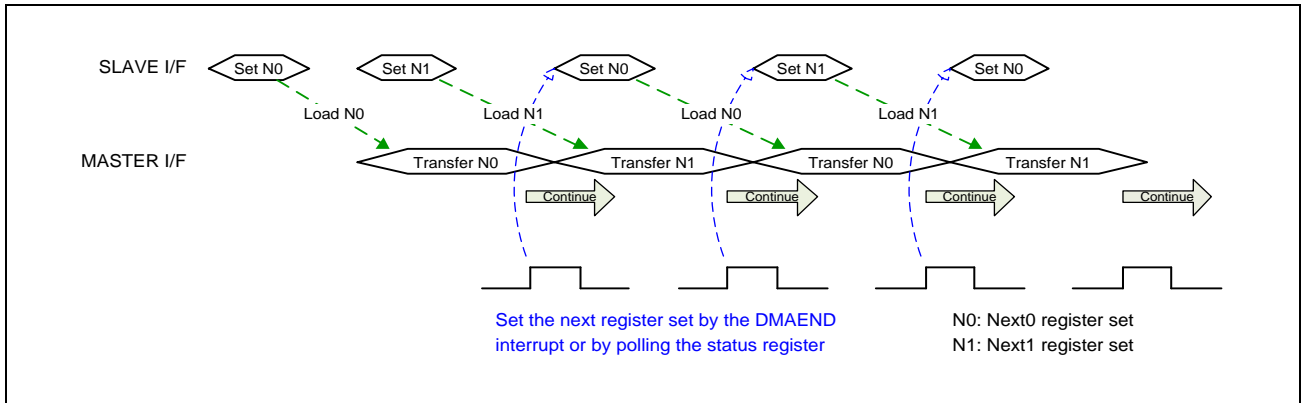 SLAVE I/F Set N0 Set N1 Set N0 Set N1 Set N0
Load N0 Load N1 Load N0 Load N1
MASTER I/F Transfer N0 Transfer N1 Transfer N0 Transfer N1
Continue Continue Continue Continue
Set the next register set by the DMAEND
interrupt or by polling the status register
N0: Next0 register set
N1: Next1 register set